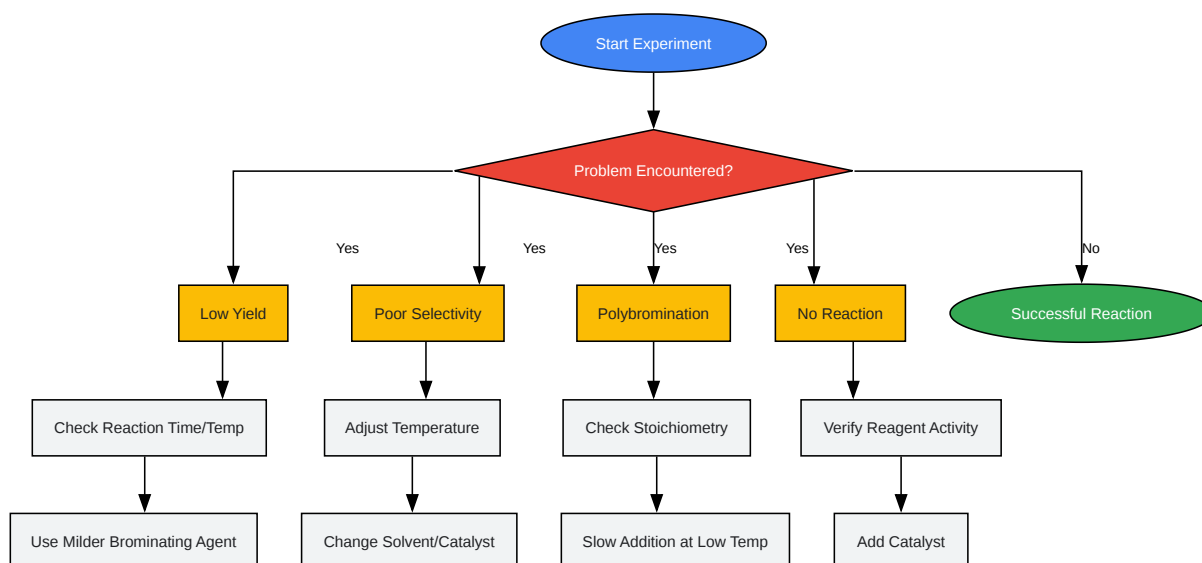 Start Experiment
Problem Encountered?
Yes
Yes
Yes
Yes
No
Low Yield
Poor Selectivity
Polybromination
No Reaction
Successful Reaction
Check Reaction Time/Temp
Adjust Temperature
Check Stoichiometry
Verify Reagent Activity
Use Milder Brominating Agent
Change Solvent/Catalyst
Slow Addition at Low Temp
Add Catalyst